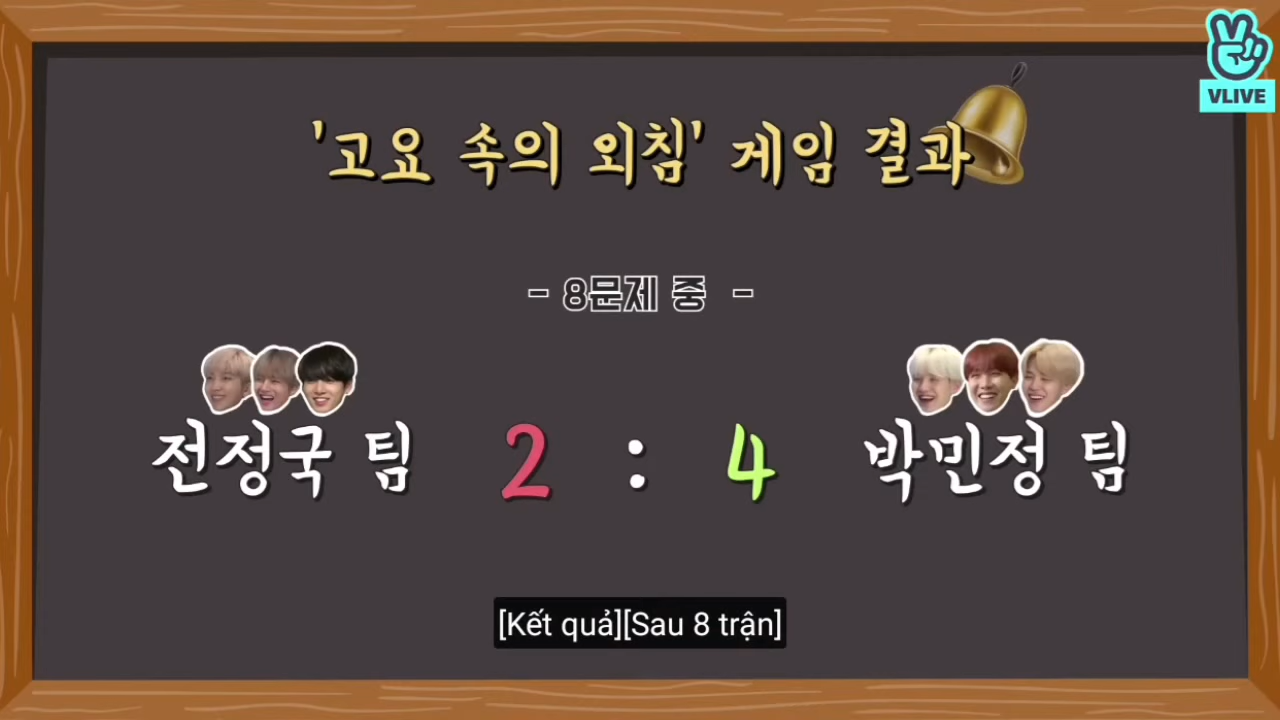 VLIVE
'고요 속의 외침' 게임 결과
- 8문제 중 -
전정국 팀 2 : 4 박민정 팀
[Kết quả][Sau 8 trận]